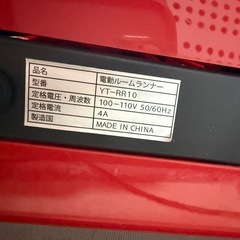 品名 電動ルームランナー
型番 YT-RR10
定格電圧・周波数 100-110V 50/60Hz
定格電流 4A
製造国 MADE IN CHINA